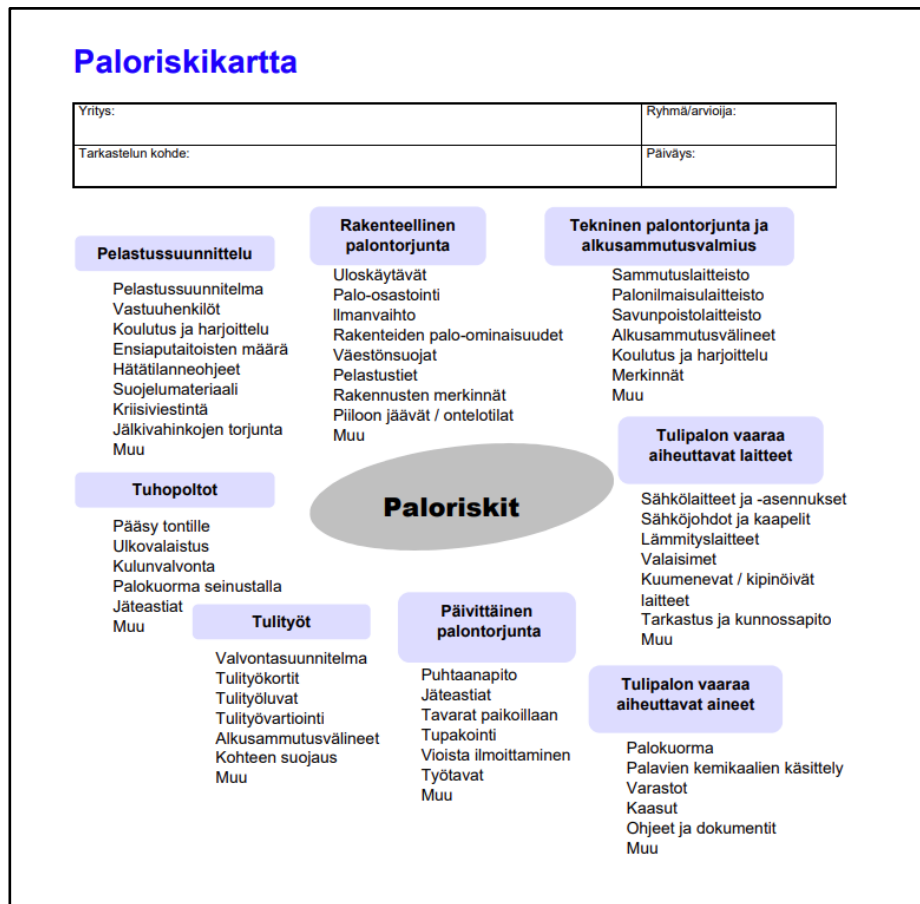 Paloriskikartta
Yritys:
Ryhmä/arvioija:
Tarkastelun kohde:
Päiväys:
Pelastussuunnittelu
Pelastussuunnitelma
Vastuuhenkilöt
Koulutus ja harjoittelu
Ensiaputaitoisten määrä
Hätätilanneohjeet
Suojelumateriaali
Kriisiviestintä
Jälkivahinkojen torjunta
Muu
Rakenteellinen
palontorjunta
Uloskäytävät
Palo-osastointi
Ilmanvaihto
Rakenteiden palo-ominaisuudet
Väestönsuojat
Pelastustiet
Rakennusten merkinnät
Piiloon jäävät / ontelotilat
Muu
Tekninen palontorjunta ja
alkusammutusvalmius
Sammutuslaitteisto
Palonilmaisulaitteisto
Savunpoistolaitteisto
Alkusammutusvälineet
Koulutus ja harjoittelu
Merkinnät
Muu
Paloriskit
Tulipalon vaaraa
aiheuttavat laitteet
Sähkölaitteet ja -asennukset
Sähköjohdot ja kaapelit
Lämmityslaitteet
Valaisimet
Kuumenevat / kipinöivät
laitteet
Tarkastus ja kunnossapito
Muu
Tuhopoltot
Pääsy tontille
Ulkovalaistus
Kulunvalvonta
Palokuorma seinustalla
Jäteastiat
Muu
Tulityöt
Valvontasuunnitelma
Tulityökortit
Tulityöluvat
Tulityövartiointi
Alkusammutusvälineet
Kohteen suojaus
Muu
Päivittäinen
palontorjunta
Puhtaanapito
Jäteastiat
Tavarat paikoillaan
Tupakointi
Vioista ilmoittaminen
Työtavat
Muu
Tulipalon vaaraa
aiheuttavat aineet
Palokuorma
Palavien kemikaalien käsittely
Varastot
Kaasut
Ohjeet ja dokumentit
Muu